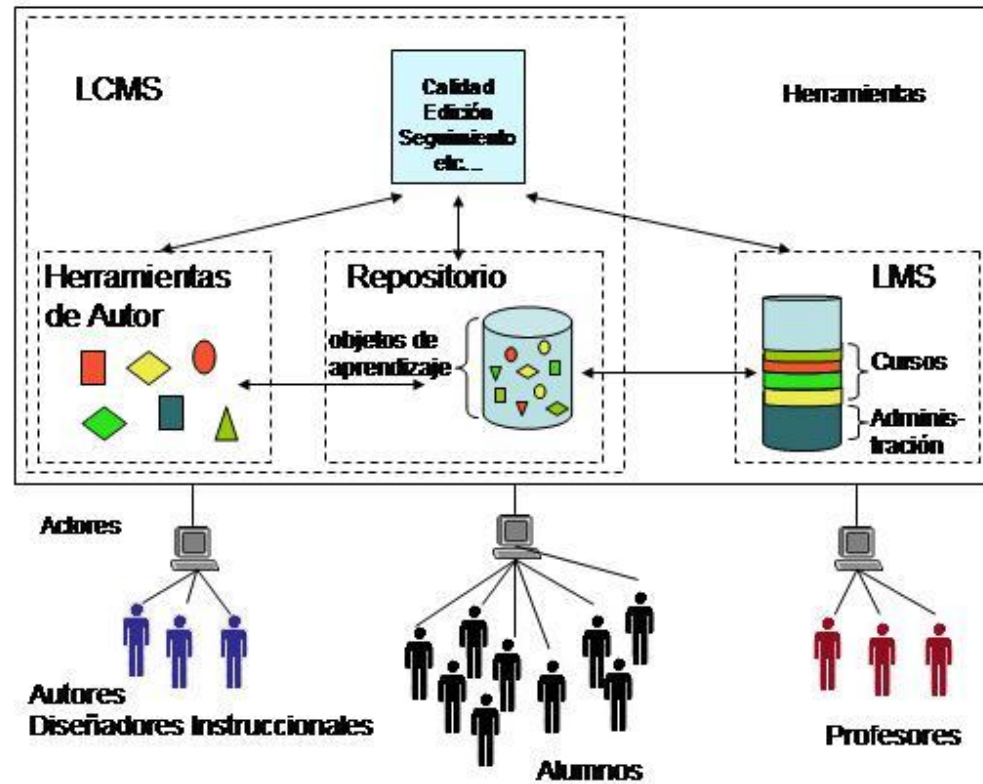 LCMS
Calidad
Edición
Seguimiento
etc...
Herramientas
Herramientas
de Autor
Repositorio
objetos de
aprendizaje
LMS
Cursos
Adminis-
tración
Actores
Autores
Diseñadores Instruccionales
Alumnos
Profesores